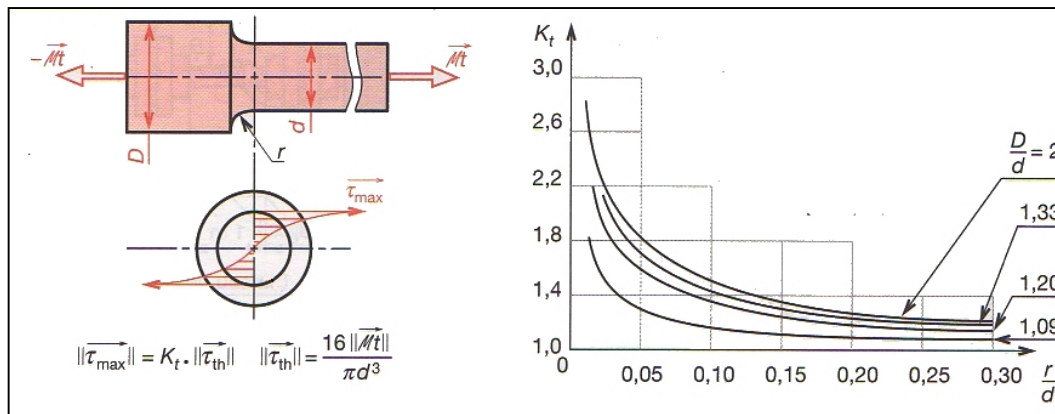 -𝓜t
𝓜t
D
d
r
τmax
||τmax|| = Kt · ||τth||   ||τth|| = 16 ||𝓜t|| / πd³
Kt
3,0
2,6
2,2
1,8
1,4
1,0
0
0,05
0,10
0,15
0,20
0,25
0,30
r/d
D/d = 2
1,33
1,20
1,09